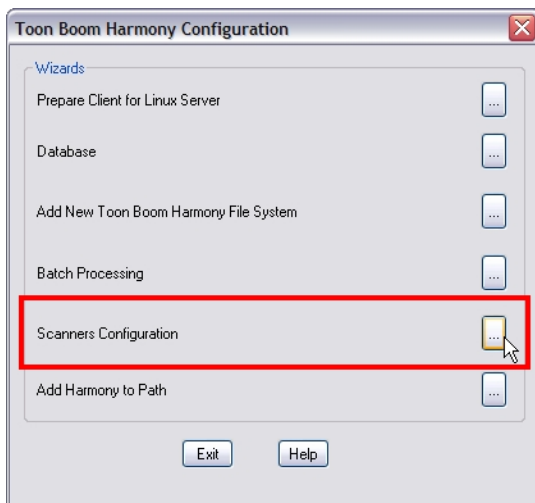 Toon Boom Harmony Configuration
Wizards
Prepare Client for Linux Server
...
Database
...
Add New Toon Boom Harmony File System
...
Batch Processing
...
Scanners Configuration
...
Add Harmony to Path
...
Exit
Help